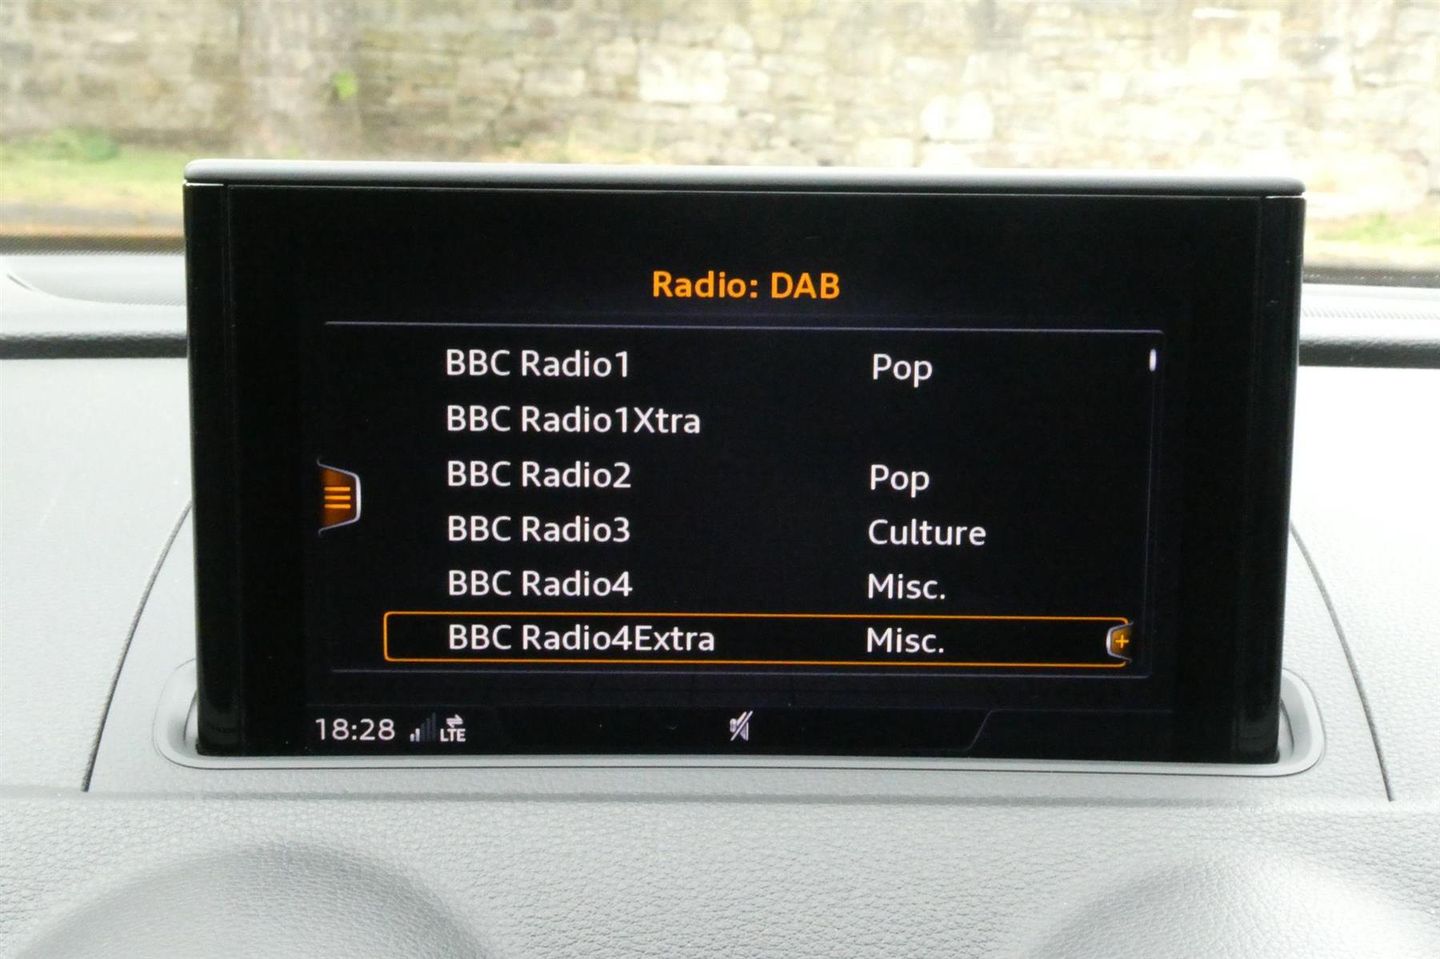 Radio: DAB
BBC Radio1 Pop
BBC Radio1Xtra
BBC Radio2 Pop
BBC Radio3 Culture
BBC Radio4 Misc.
BBC Radio4Extra Misc. +
18:28 LTE